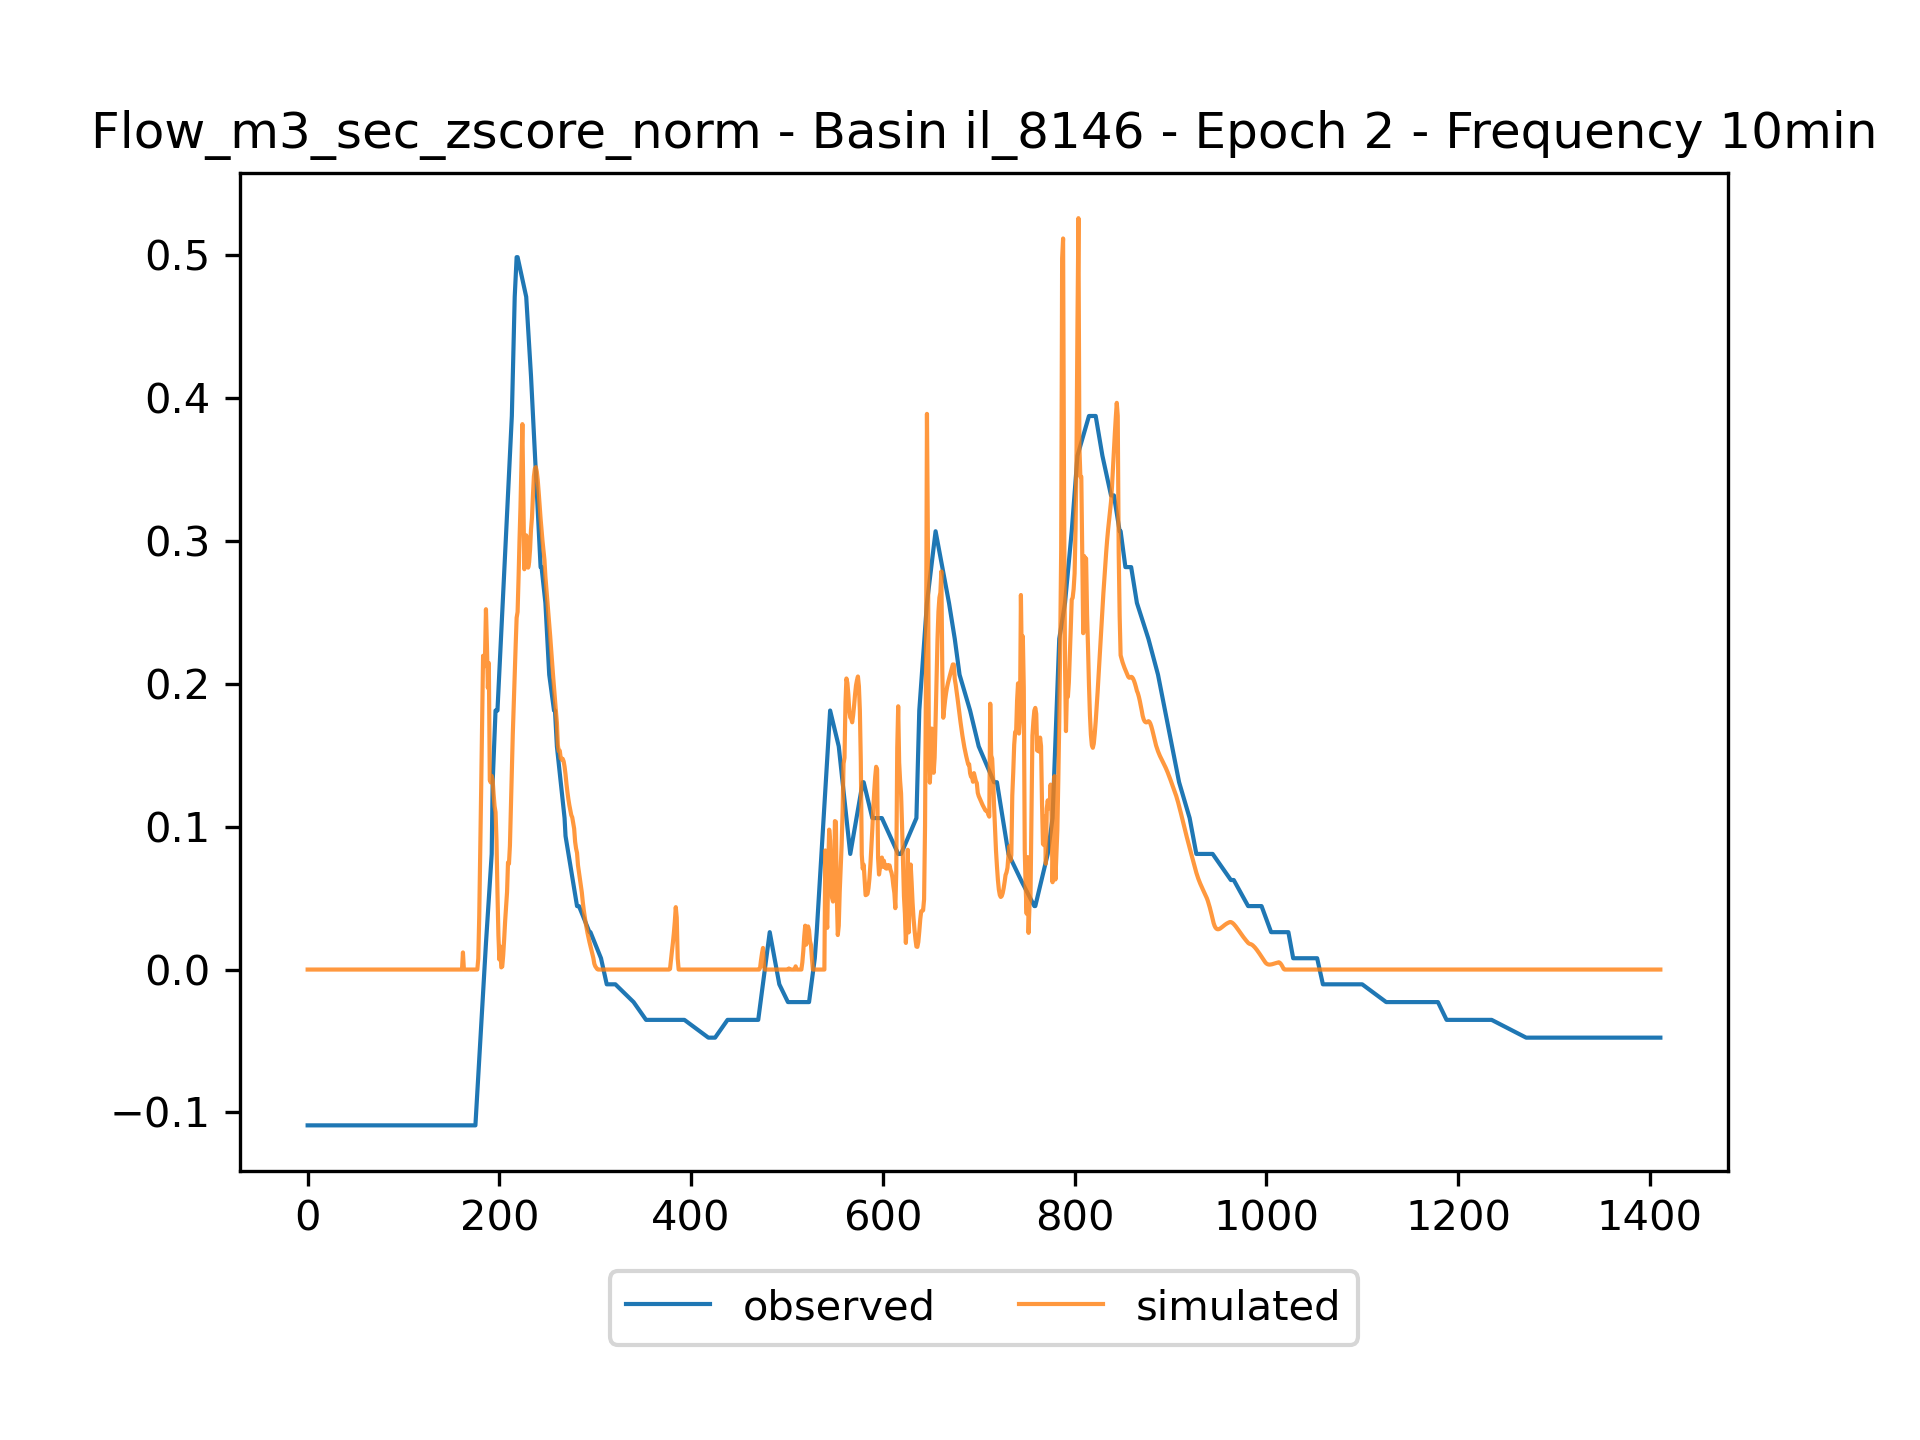 Flow_m3_sec_zscore_norm - Basin il_8146 - Epoch 2 - Frequency 10min
0.5
0.4
0.3
0.2
0.1
0.0
−0.1
0 200 400 600 800 1000 1200 1400
observed simulated